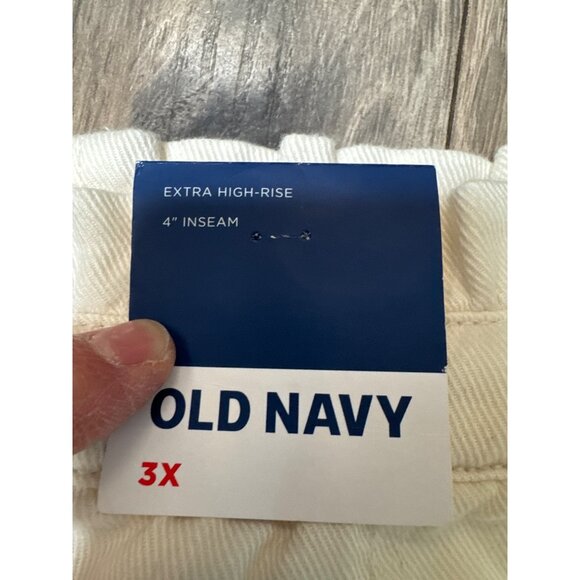 EXTRA HIGH-RISE
4" INSEAM
OLD NAVY
3X